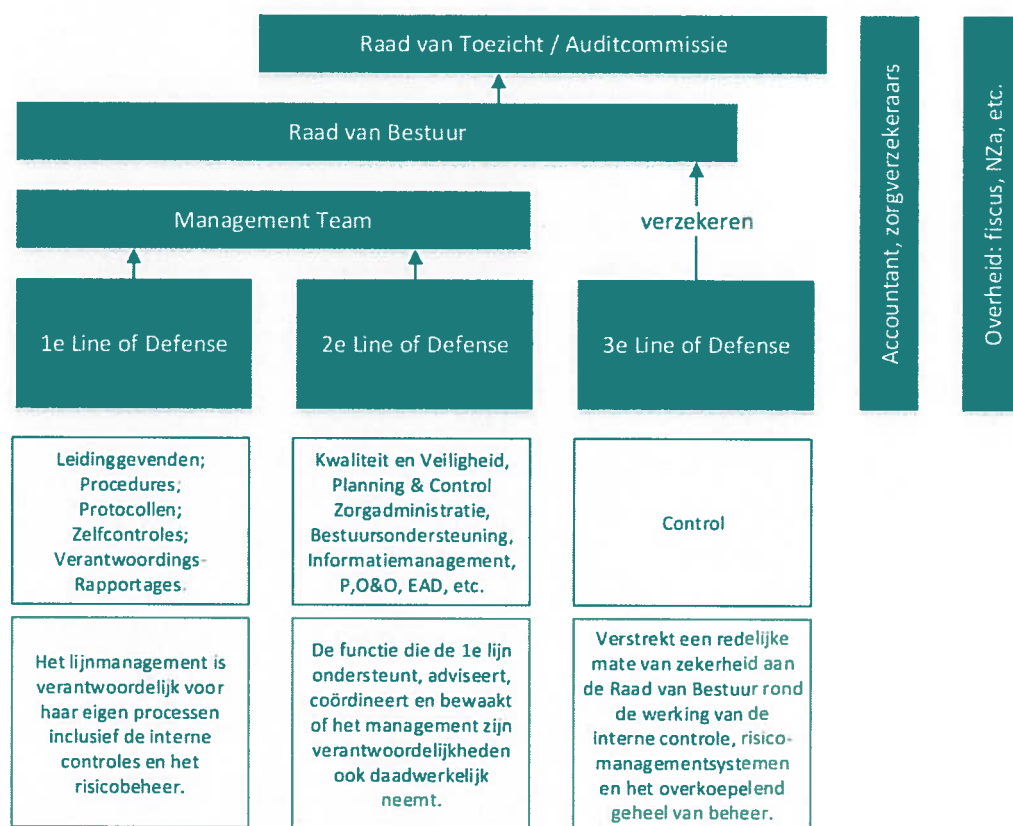 Raad van Toezicht / Auditcommissie
Raad van Bestuur
Management Team
verzekeren
1e Line of Defense
2e Line of Defense
3e Line of Defense
Accountant, zorgverzekeraars
Overheid: fiscus, NZa, etc.
Leidinggevenden;
Procedures;
Protocollen;
Zelfcontroles;
Verantwoordings-
Rapportages.
Kwaliteit en Veiligheid,
Planning & Control
Zorgadministratie,
Bestuursondersteuning,
Informatiemanagement,
P,O&O, EAD, etc.
Control
Het lijnmanagement is
verantwoordelijk voor
haar eigen processen
inclusief de interne
controles en het
risicobeheer.
De functie die de 1e lijn
ondersteunt, adviseert,
coördineert en bewaakt
of het management zijn
verantwoordelijkheden
ook daadwerkelijk
neemt.
Verstrekt een redelijke
mate van zekerheid aan
de Raad van Bestuur rond
de werking van de
interne controle, risico-
managementsystemen
en het overkoepelend
geheel van beheer.